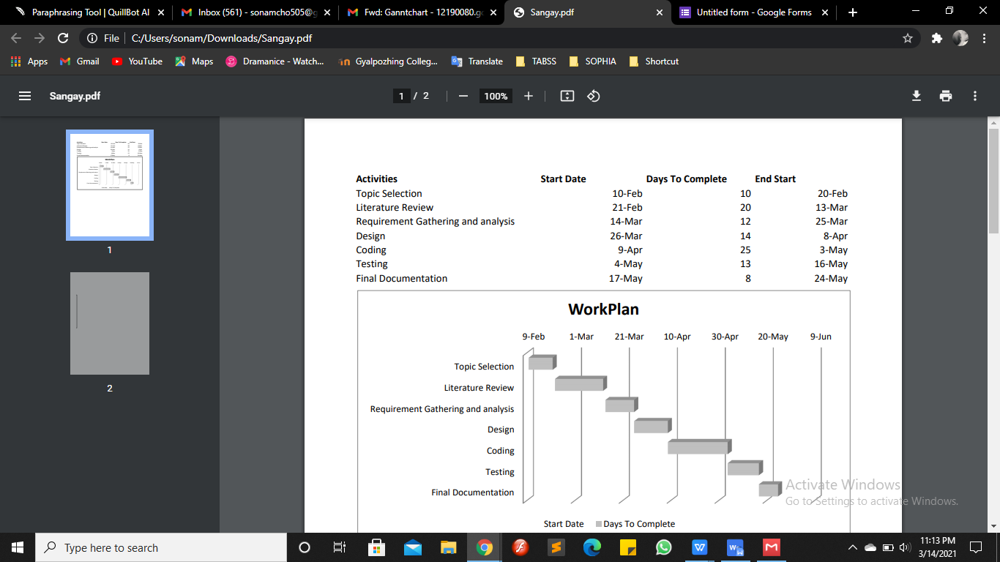 Paraphrasing Tool | QuillBot AI
Inbox (561) - sonamcho505@g
Fwd: Ganntchart - 12190080.g
Sangay.pdf
Untitled form - Google Forms
File C:/Users/sonam/Downloads/Sangay.pdf
Apps Gmail YouTube Maps Dramanice - Watch... Gyalpozhing Colleg... Translate TABSS SOPHIA Shortcut
Sangay.pdf 1 / 2 100%
Activities Start Date Days To Complete End Start
Topic Selection 10-Feb 10 20-Feb
Literature Review 21-Feb 20 13-Mar
Requirement Gathering and analysis 14-Mar 12 25-Mar
Design 26-Mar 14 8-Apr
Coding 9-Apr 25 3-May
Testing 4-May 13 16-May
Final Documentation 17-May 8 24-May
WorkPlan
9-Feb 1-Mar 21-Mar 10-Apr 30-Apr 20-May 9-Jun
Topic Selection
Literature Review
Requirement Gathering and analysis
Design
Coding
Testing
Final Documentation
Start Date Days To Complete
1
2
Activate Windows
Go to Settings to activate Windows.
Type here to search
11:13 PM
3/14/2021